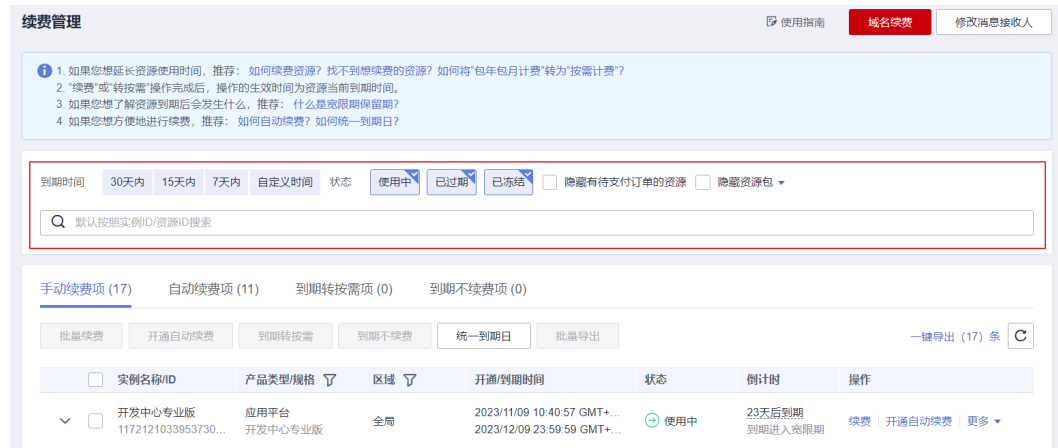 续费管理
使用指南
域名续费
修改消息接收人
1. 如果您想延长资源使用时间，推荐： 如何续费资源？找不到想续费的资源？如何将"包年包月计费"转为"按需计费"？
2. "续费"或"转按需"操作完成后，操作的生效时间为资源当前到期时间。
3. 如果您想了解资源到期后会发生什么，推荐： 什么是宽限期保留期？
4. 如果您想方便地进行续费，推荐： 如何自动续费？如何统一到期日？
到期时间 30天内 15天内 7天内 自定义时间 状态 使用中 已过期 已冻结 隐藏有待支付订单的资源 隐藏资源包
默认按照实例ID/资源ID搜索
手动续费项 (17) 自动续费项 (11) 到期转按需项 (0) 到期不续费项 (0)
批量续费 开通自动续费 到期转按需 到期不续费 统一到期日 批量导出 一键导出（17）条
实例名称/ID 产品类型/规格 区域 开通/到期时间 状态 倒计时 操作
开发中心专业版 应用平台 全局 2023/11/09 10:40:57 GMT+... 使用中 23天后到期 续费 开通自动续费 更多
1172121033953730... 开发中心专业版 2023/12/09 23:59:59 GMT+... 到期进入宽限期